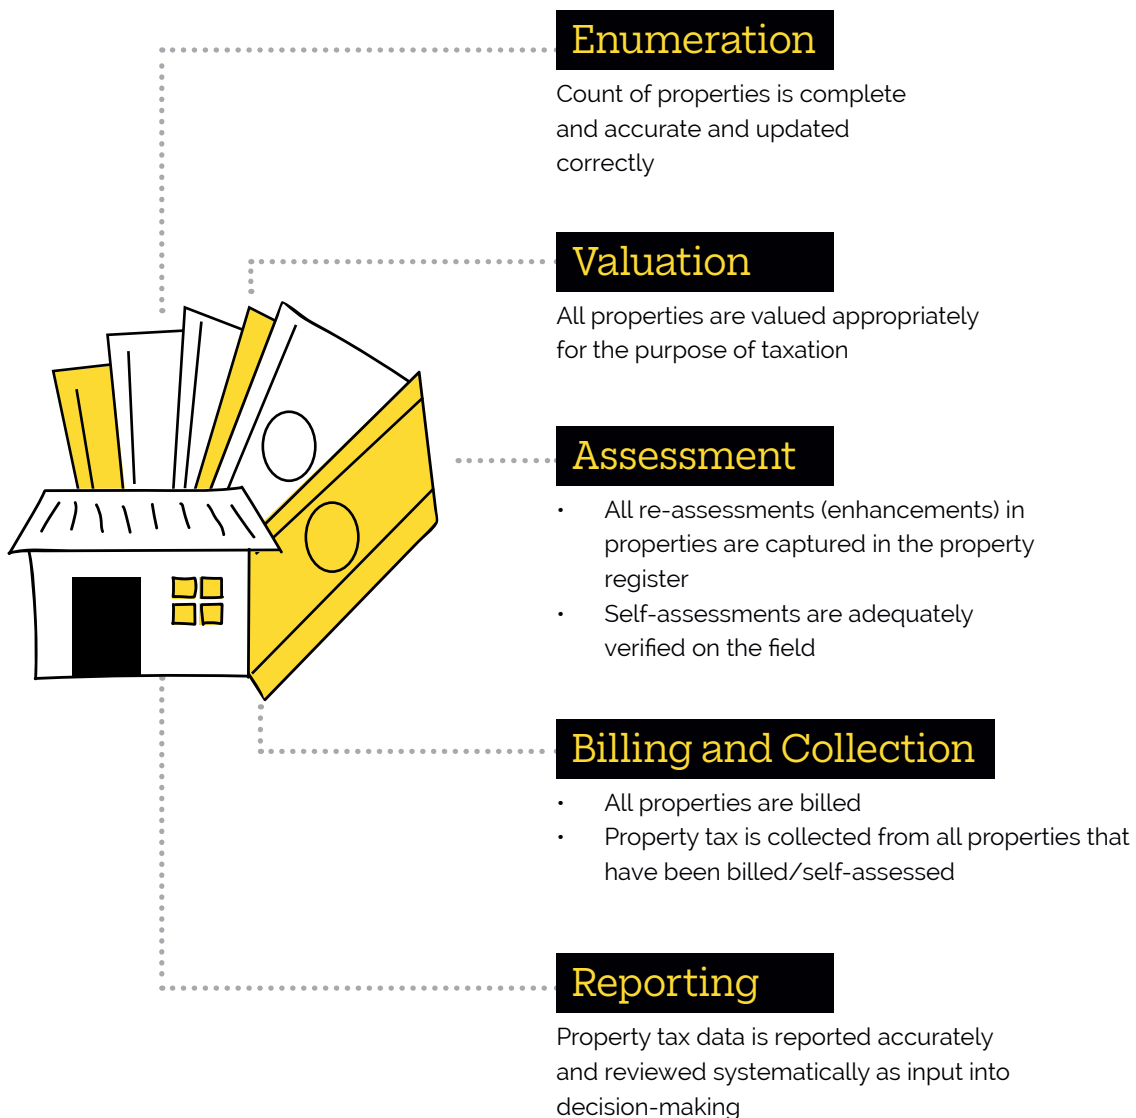 Enumeration
Count of properties is complete
and accurate and updated
correctly
Valuation
All properties are valued appropriately
for the purpose of taxation
Assessment
• All re-assessments (enhancements) in
properties are captured in the property
register
• Self-assessments are adequately
verified on the field
Billing and Collection
• All properties are billed
• Property tax is collected from all properties that
have been billed/self-assessed
Reporting
Property tax data is reported accurately
and reviewed systematically as input into
decision-making